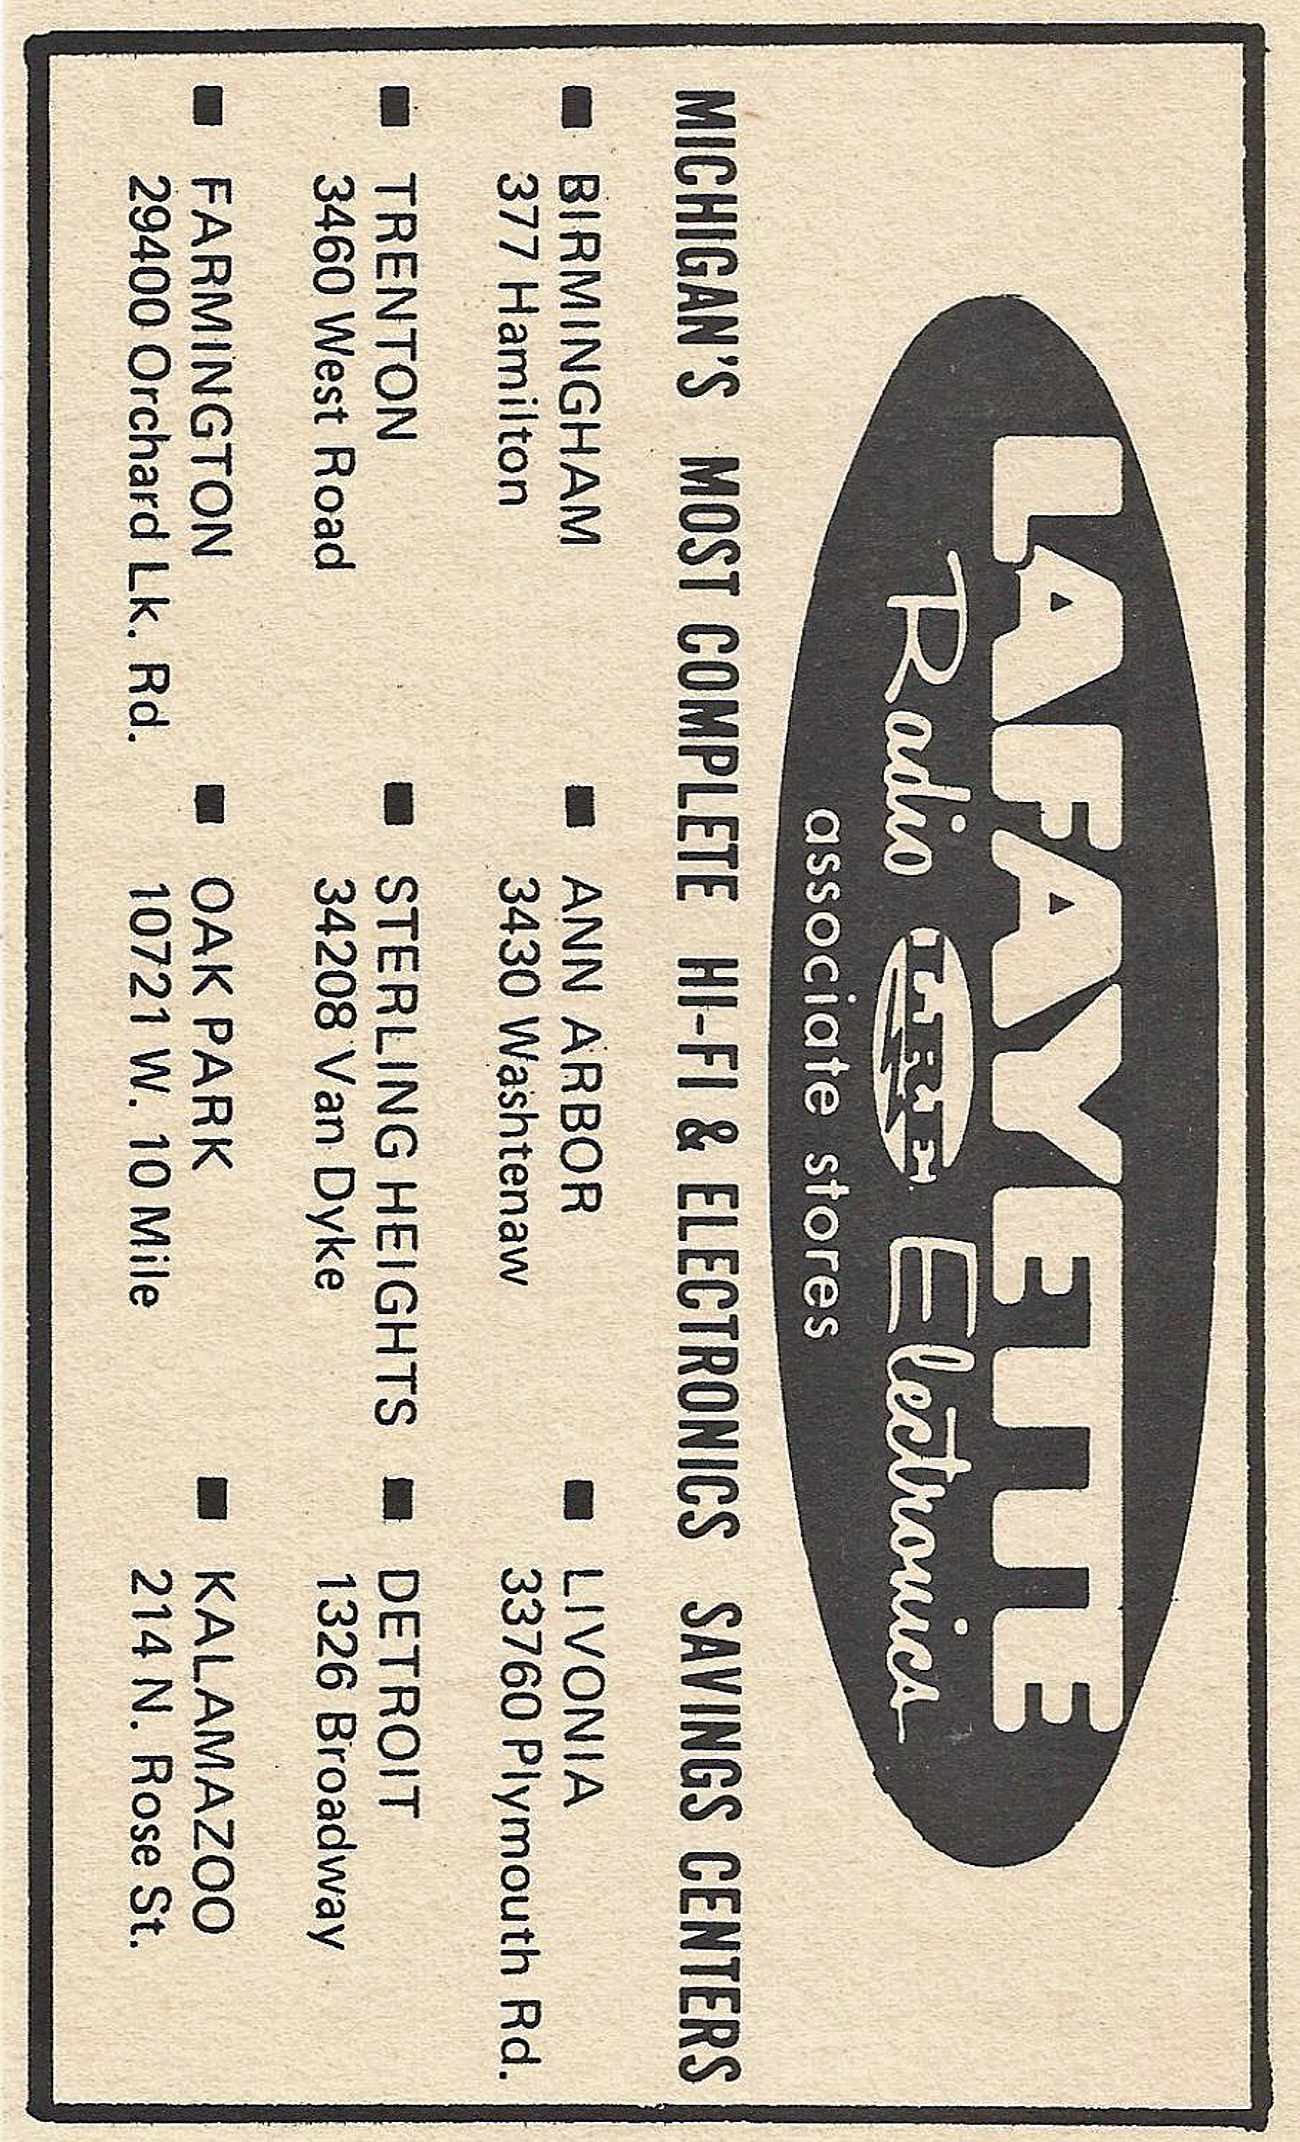 LAFAYETTE
Radio LRE Electronics
associate stores
MICHIGAN'S MOST COMPLETE HI-FI & ELECTRONICS SAVINGS CENTERS
■ BIRMINGHAM
377 Hamilton
■ ANN ARBOR
3430 Washtenaw
■ LIVONIA
33760 Plymouth Rd.
■ TRENTON
3460 West Road
■ STERLING HEIGHTS
34208 Van Dyke
■ DETROIT
1326 Broadway
■ FARMINGTON
29400 Orchard Lk. Rd.
■ OAK PARK
10721 W. 10 Mile
■ KALAMAZOO
214 N. Rose St.